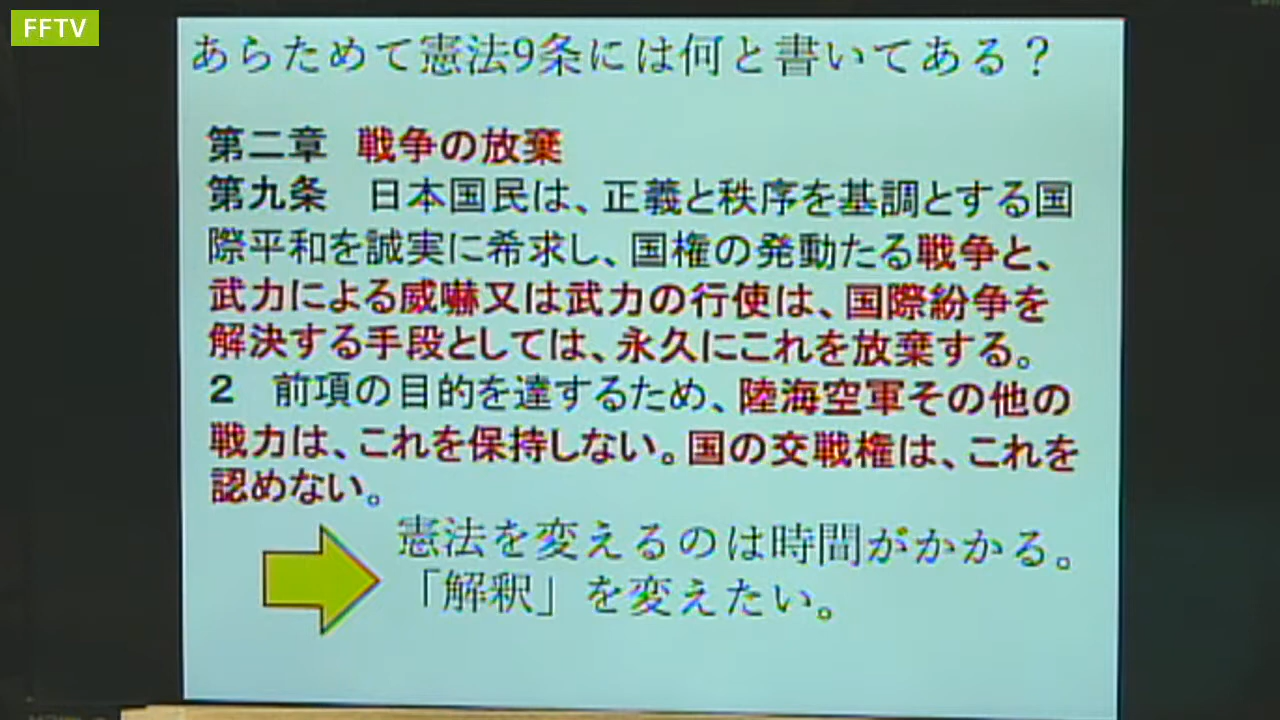 FFTV
あらためて憲法9条には何と書いてある？
第二章　戦争の放棄
第九条　日本国民は、正義と秩序を基調とする国
際平和を誠実に希求し、国権の発動たる戦争と、
武力による威嚇又は武力の行使は、国際紛争を
解決する手段としては、永久にこれを放棄する。
2　前項の目的を達するため、陸海空軍その他の
戦力は、これを保持しない。国の交戦権は、これを
認めない。
憲法を変えるのは時間がかかる。
「解釈」を変えたい。